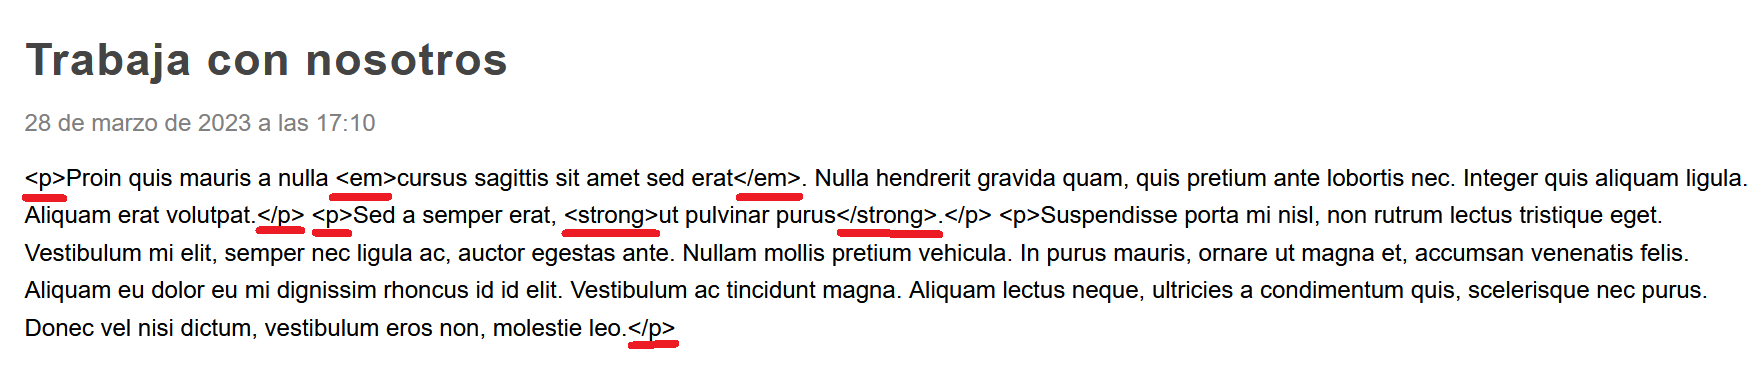 Trabaja con nosotros
28 de marzo de 2023 a las 17:10
<p>Proin quis mauris a nulla <em>cursus sagittis sit amet sed erat</em>. Nulla hendrerit gravida quam, quis pretium ante lobortis nec. Integer quis aliquam ligula.
Aliquam erat volutpat.</p> <p>Sed a semper erat, <strong>ut pulvinar purus</strong>.</p> <p>Suspendisse porta mi nisl, non rutrum lectus tristique eget.
Vestibulum mi elit, semper nec ligula ac, auctor egestas ante. Nullam mollis pretium vehicula. In purus mauris, ornare ut magna et, accumsan venenatis felis.
Aliquam eu dolor eu mi dignissim rhoncus id id elit. Vestibulum ac tincidunt magna. Aliquam lectus neque, ultricies a condimentum quis, scelerisque nec purus.
Donec vel nisi dictum, vestibulum eros non, molestie leo.</p>